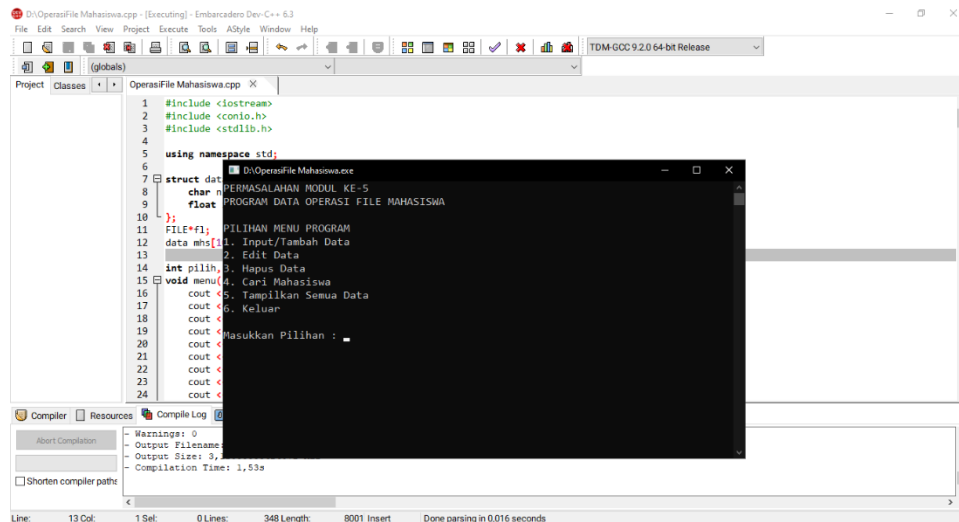 D:\OperasiFile Mahasiswa.cpp - [Executing] - Embarcadero Dev-C++ 6.3
File Edit Search View Project Execute Tools AStyle Window Help
TDM-GCC 9.2.0 64-bit Release
(globals)
Project Classes OperasiFile Mahasiswa.cpp
1 #include <iostream>
2 #include <conio.h>
3 #include <stdlib.h>
4
5 using namespace std;
6
7 struct dat
8 char n
9 float
10 };
11 FILE*fl;
12 data mhs[1
13
14 int pilih,
15 void menu(
16 cout <
17 cout <
18 cout <
19 cout <
20 cout <
21 cout <
22 cout <
23 cout <
24 cout <
D:\OperasiFile Mahasiswa.exe
PERMASALAHAN MODUL KE-5
PROGRAM DATA OPERASI FILE MAHASISWA
PILIHAN MENU PROGRAM
1. Input/Tambah Data
2. Edit Data
3. Hapus Data
4. Cari Mahasiswa
5. Tampilkan Semua Data
6. Keluar
Masukkan Pilihan :
Compiler Resources Compile Log
Abort Compilation
Shorten compiler paths
- Warnings: 0
- Output Filename:
- Output Size: 3,
- Compilation Time: 1,53s
Line: 13 Col: 1 Sel: 0 Lines: 348 Length: 8001 Insert Done parsing in 0.016 seconds